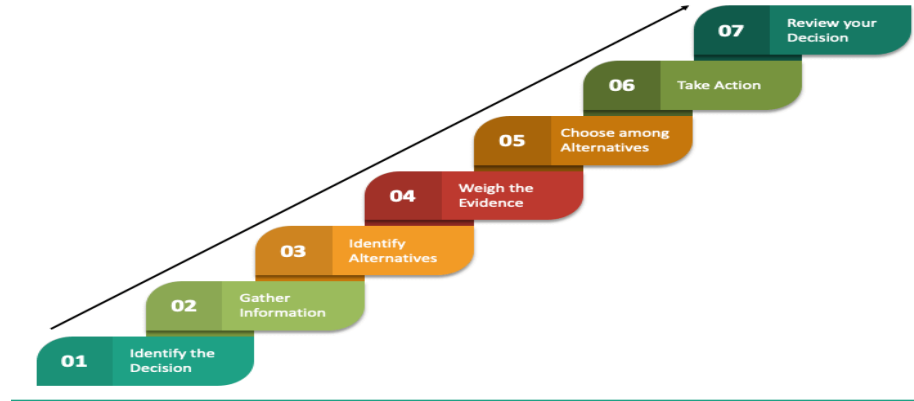 07
Review your
Decision
06
Take Action
05
Choose among
Alternatives
04
Weigh the
Evidence
03
Identify
Alternatives
02
Gather
Information
01
Identify the
Decision